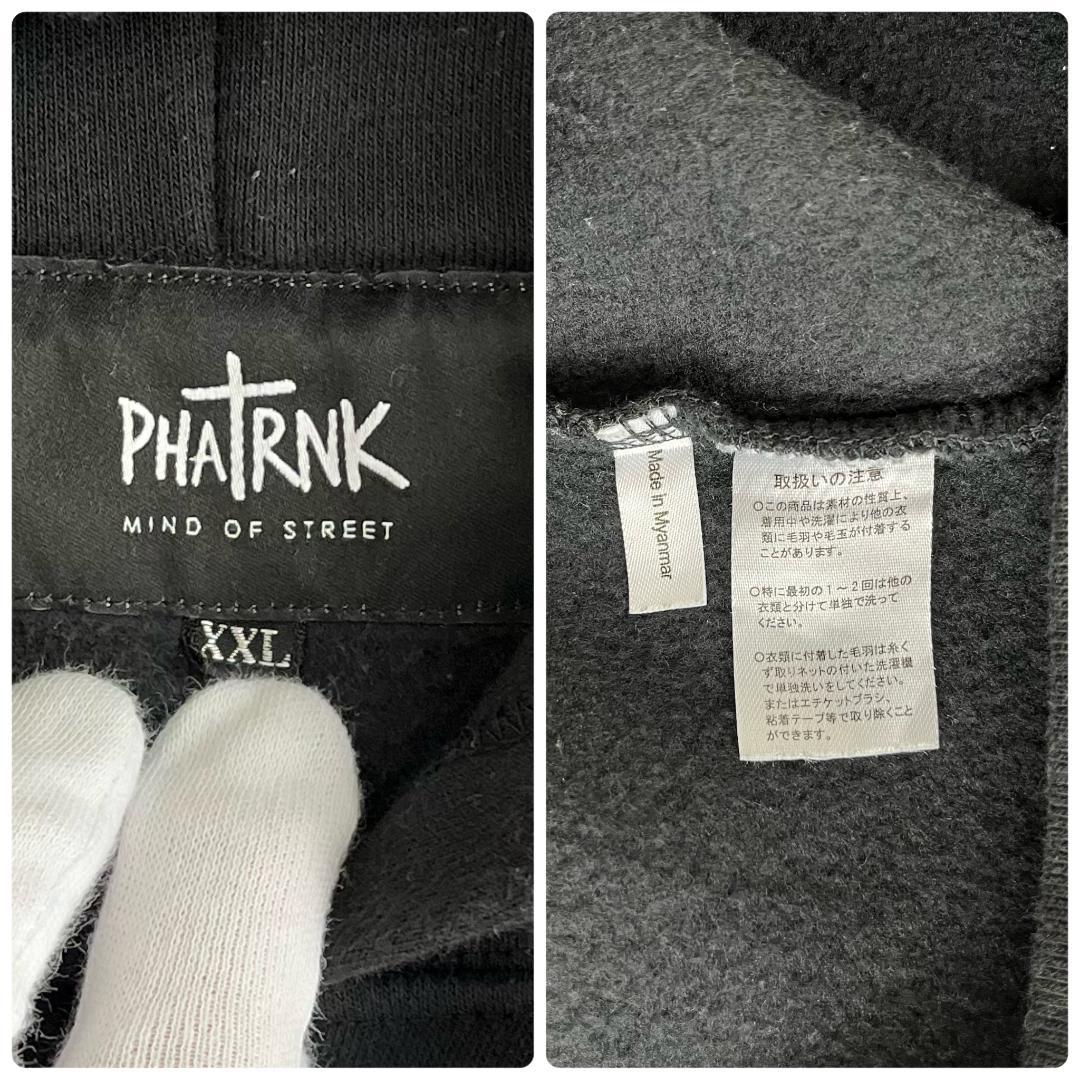 PHATRNK
MIND OF STREET
XXL
Made in Myanmar
取扱いの注意
○この商品は素材の性質上、
着用中や洗濯により他の衣
類に毛羽や毛玉が付着する
ことがあります。
○特に最初の1～2回は他の
衣類と分けて単独で洗って
ください。
○衣類に付着した毛羽は糸く
ず取りネットの付いた洗濯機
で単独洗いをしてください。
またはエチケットブラシ、
粘着テープ等で取り除くこと
ができます。